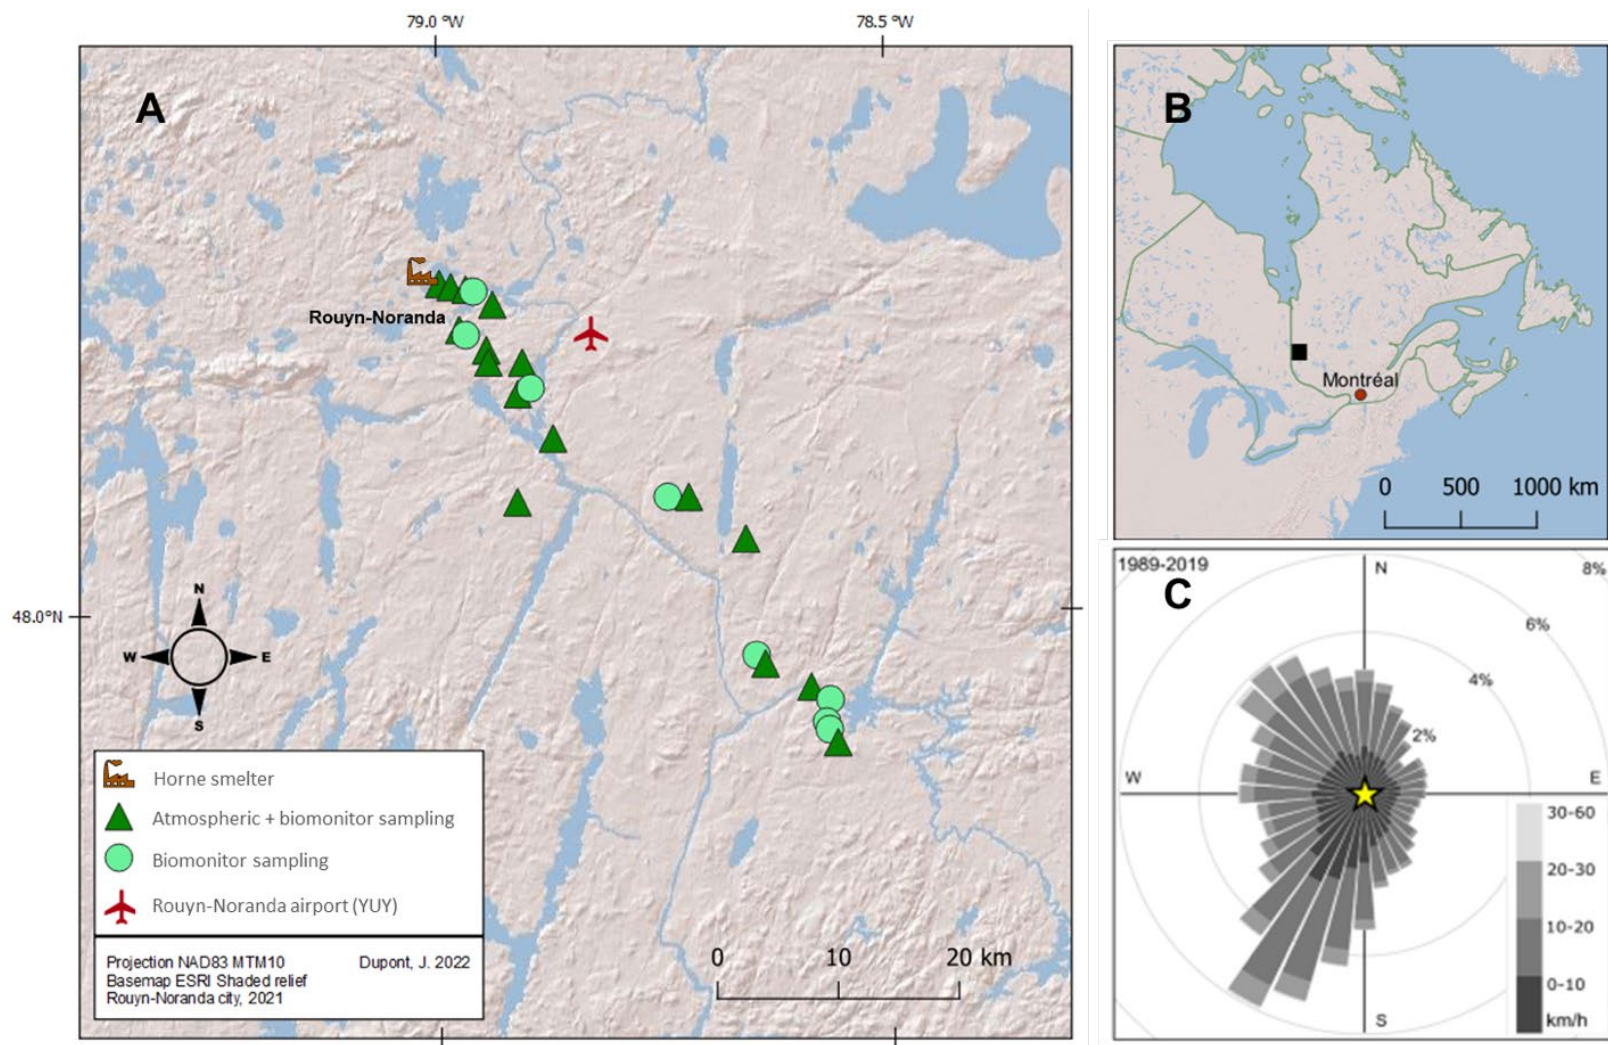 79.0 °W
78.5 °W
A
Rouyn-Noranda
48.0°N
N
W
E
S
Horne smelter
Atmospheric + biomonitor sampling
Biomonitor sampling
Rouyn-Noranda airport (YUY)
Projection NAD83 MTM10
Dupont, J. 2022
Basemap ESRI Shaded relief
Rouyn-Noranda city, 2021
0
10
20 km
B
Montréal
0
500
1000 km
1989-2019
C
N
8%
6%
4%
2%
W
E
S
30-60
20-30
10-20
0-10
km/h